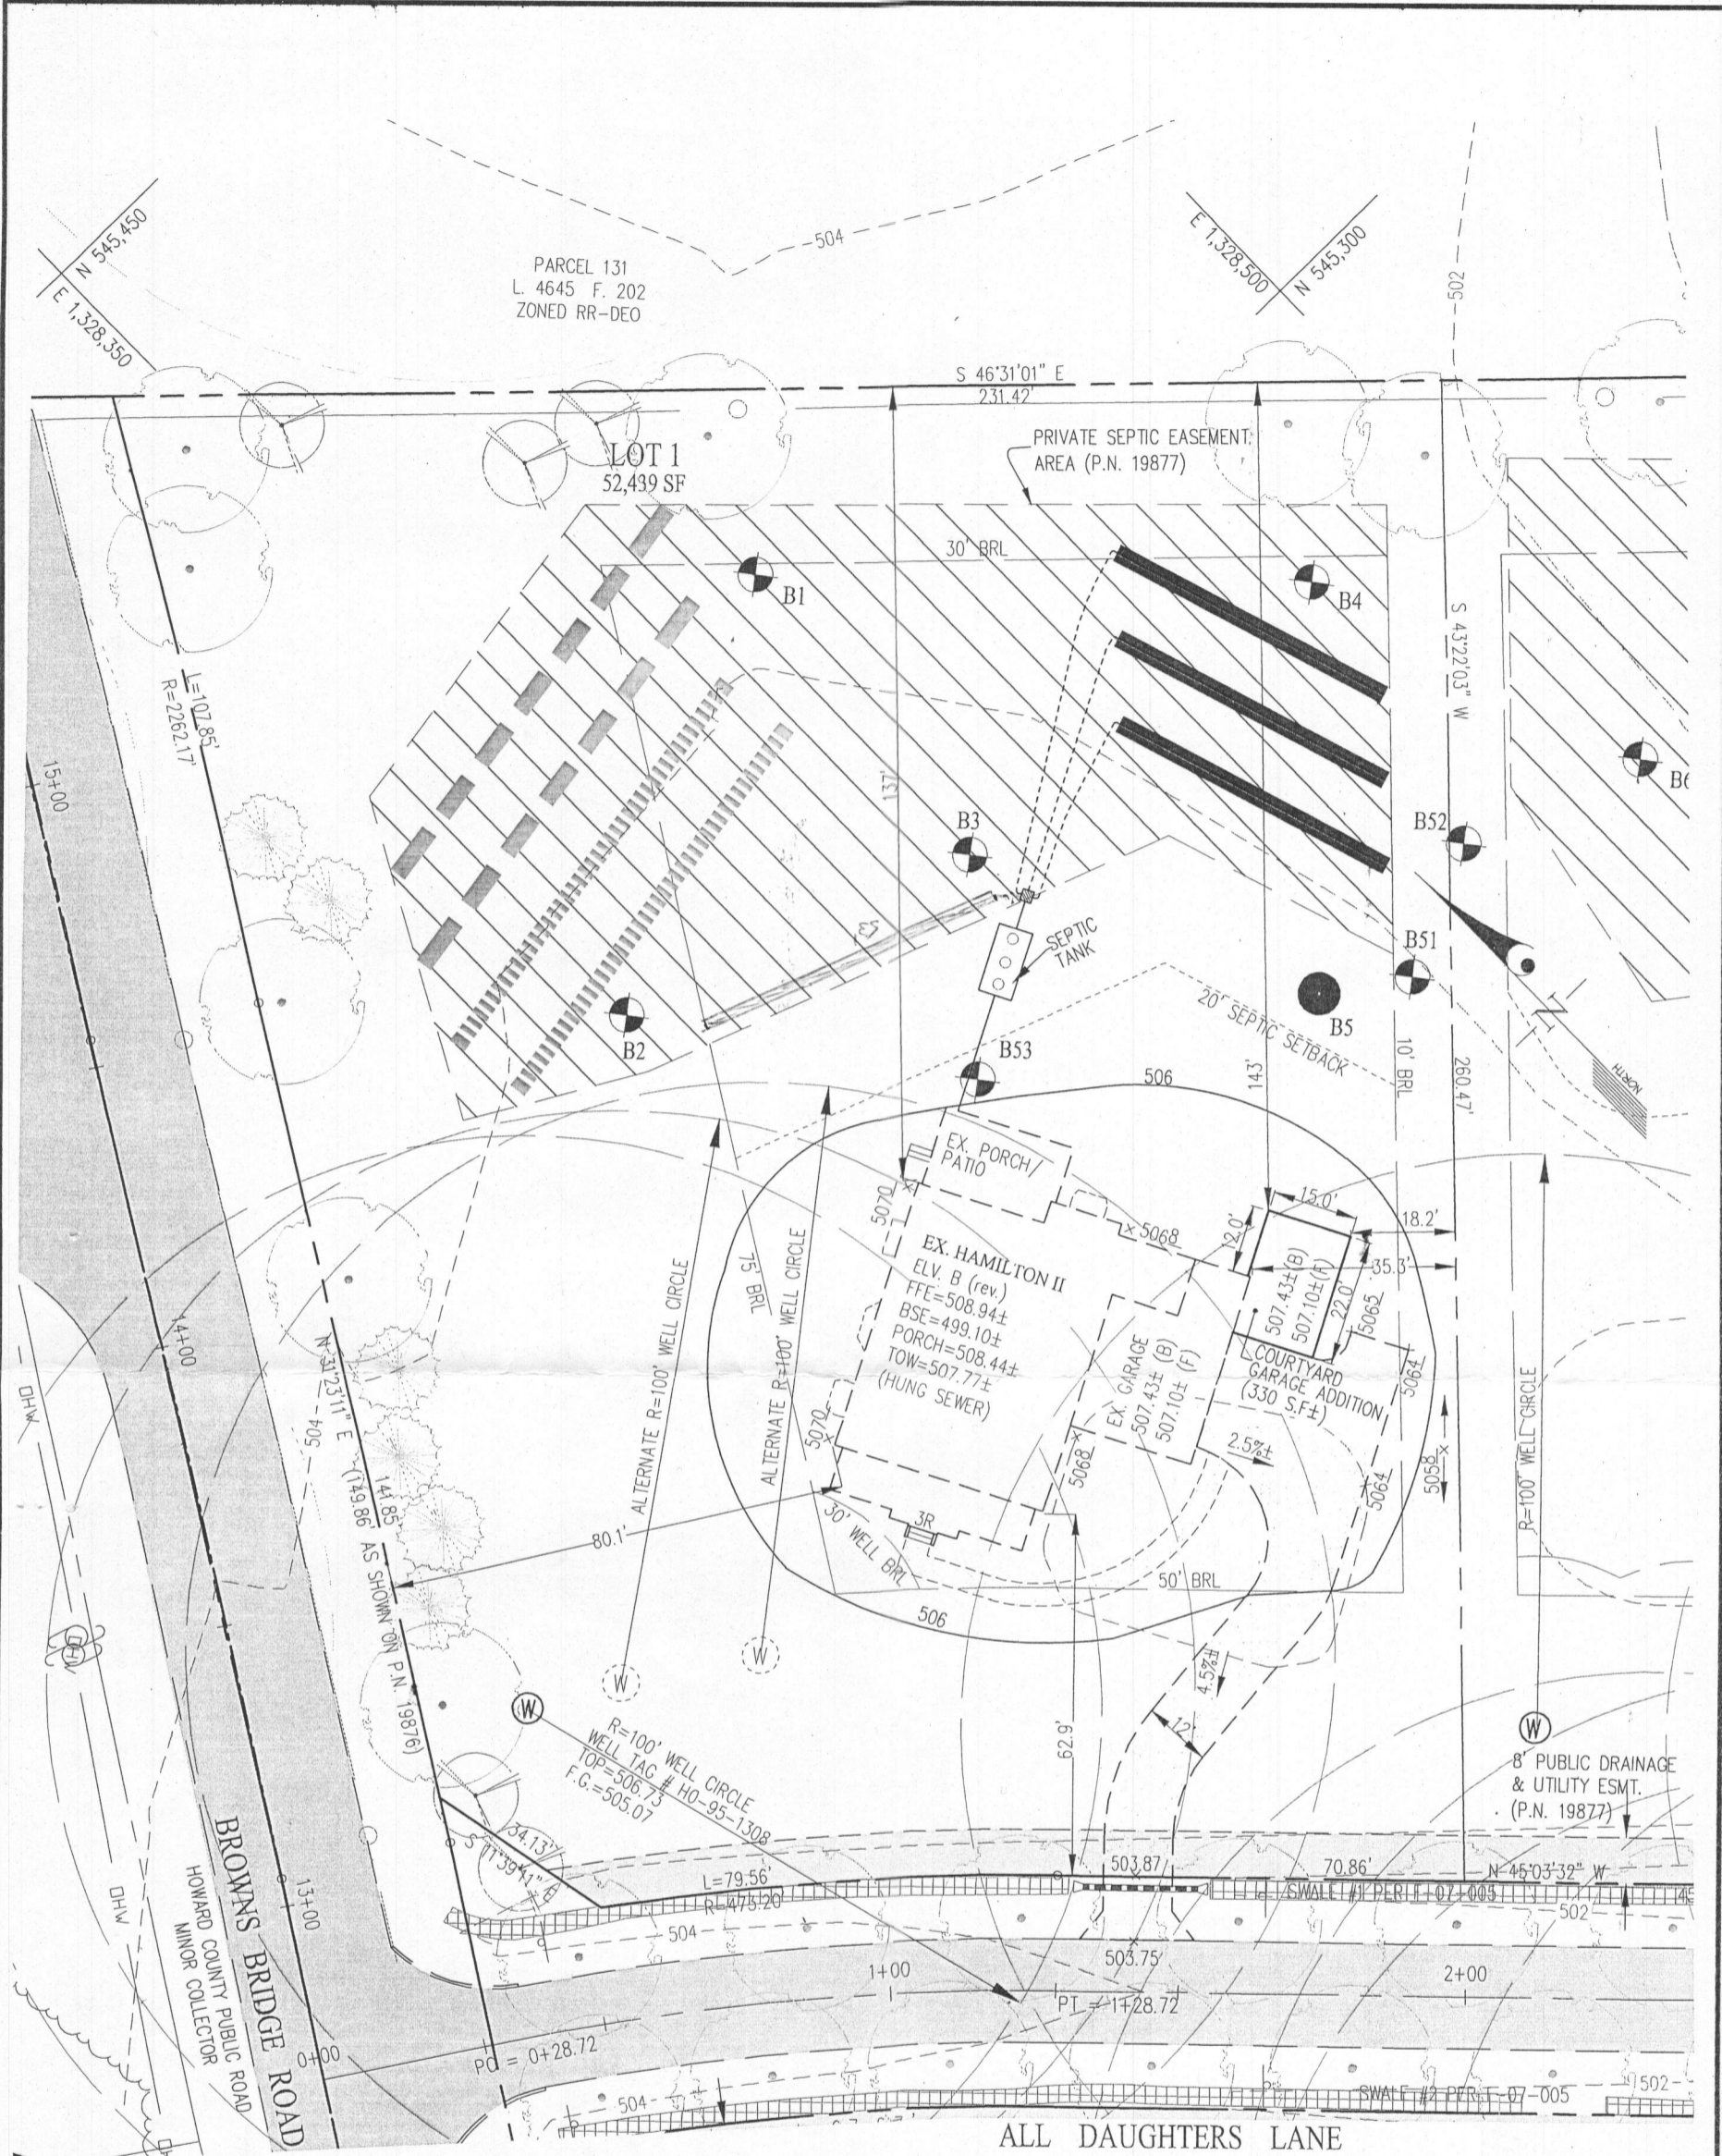 N 545,450
E 1,328,350
504
PARCEL 131
L. 4645 F. 202
ZONED RR-DEO
E 1,328,500
N 545,300
502
S 46°31'01" E
231.42'
LOT 1
52,439 SF
PRIVATE SEPTIC EASEMENT
AREA (P.N. 19877)
30' BRL
B1
B4
S 43°22'03" W
L=107.85'
R=2262.17'
15+00
137'
B3
B52
B6
SEPTIC
TANK
B51
B5
B2
B53
20' SEPTIC SETBACK
10' BRL
260.47'
143'
N
NORTH
506
EX. PORCH/
PATIO
5070
5068
15.0'
12.0'
18.2'
35.3'
EX. HAMILTON II
ELV. B (rev.)
FFE=508.94±
BSE=499.10±
PORCH=508.44±
TOW=507.77±
(HUNG SEWER)
507.43±(B)
507.10±(F)
22.0'
5065
EX. GARAGE
507.43± (B)
507.10± (F)
COURTYARD
GARAGE ADDITION
(330 S.F±)
5064
75' BRL
ALTERNATE R=100' WELL CIRCLE
ALTERNATE R=100' WELL CIRCLE
R=100' WELL CIRCLE
14+00
OHW
504
N 31°23'11" E
141.85'
(149.86' AS SHOWN ON P.N. 19876)
5070
5068
2.5%±
5064
5058
80.1'
3R
30' WELL BRL
50' BRL
506
OHW
W
W
W
4.5%±
12'
62.9'
W
R=100' WELL CIRCLE
WELL TAG # HO-95-1308
TOP=506.73
F.G.=505.07
8' PUBLIC DRAINAGE
& UTILITY ESMT.
(P.N. 19877)
34.13'
S 11°39'41" E
L=79.56'
R=475.20'
503.87
70.86'
N 45°03'32" W
SWALE #1 PER F-07-005
502
504
503.75
1+00
2+00
PT = 1+28.72
BROWNS BRIDGE ROAD
HOWARD COUNTY PUBLIC ROAD
MINOR COLLECTOR
13+00
OHW
0+00
PC = 0+28.72
504
SWALE #2 PER F-07-005
502
ALL DAUGHTERS LANE